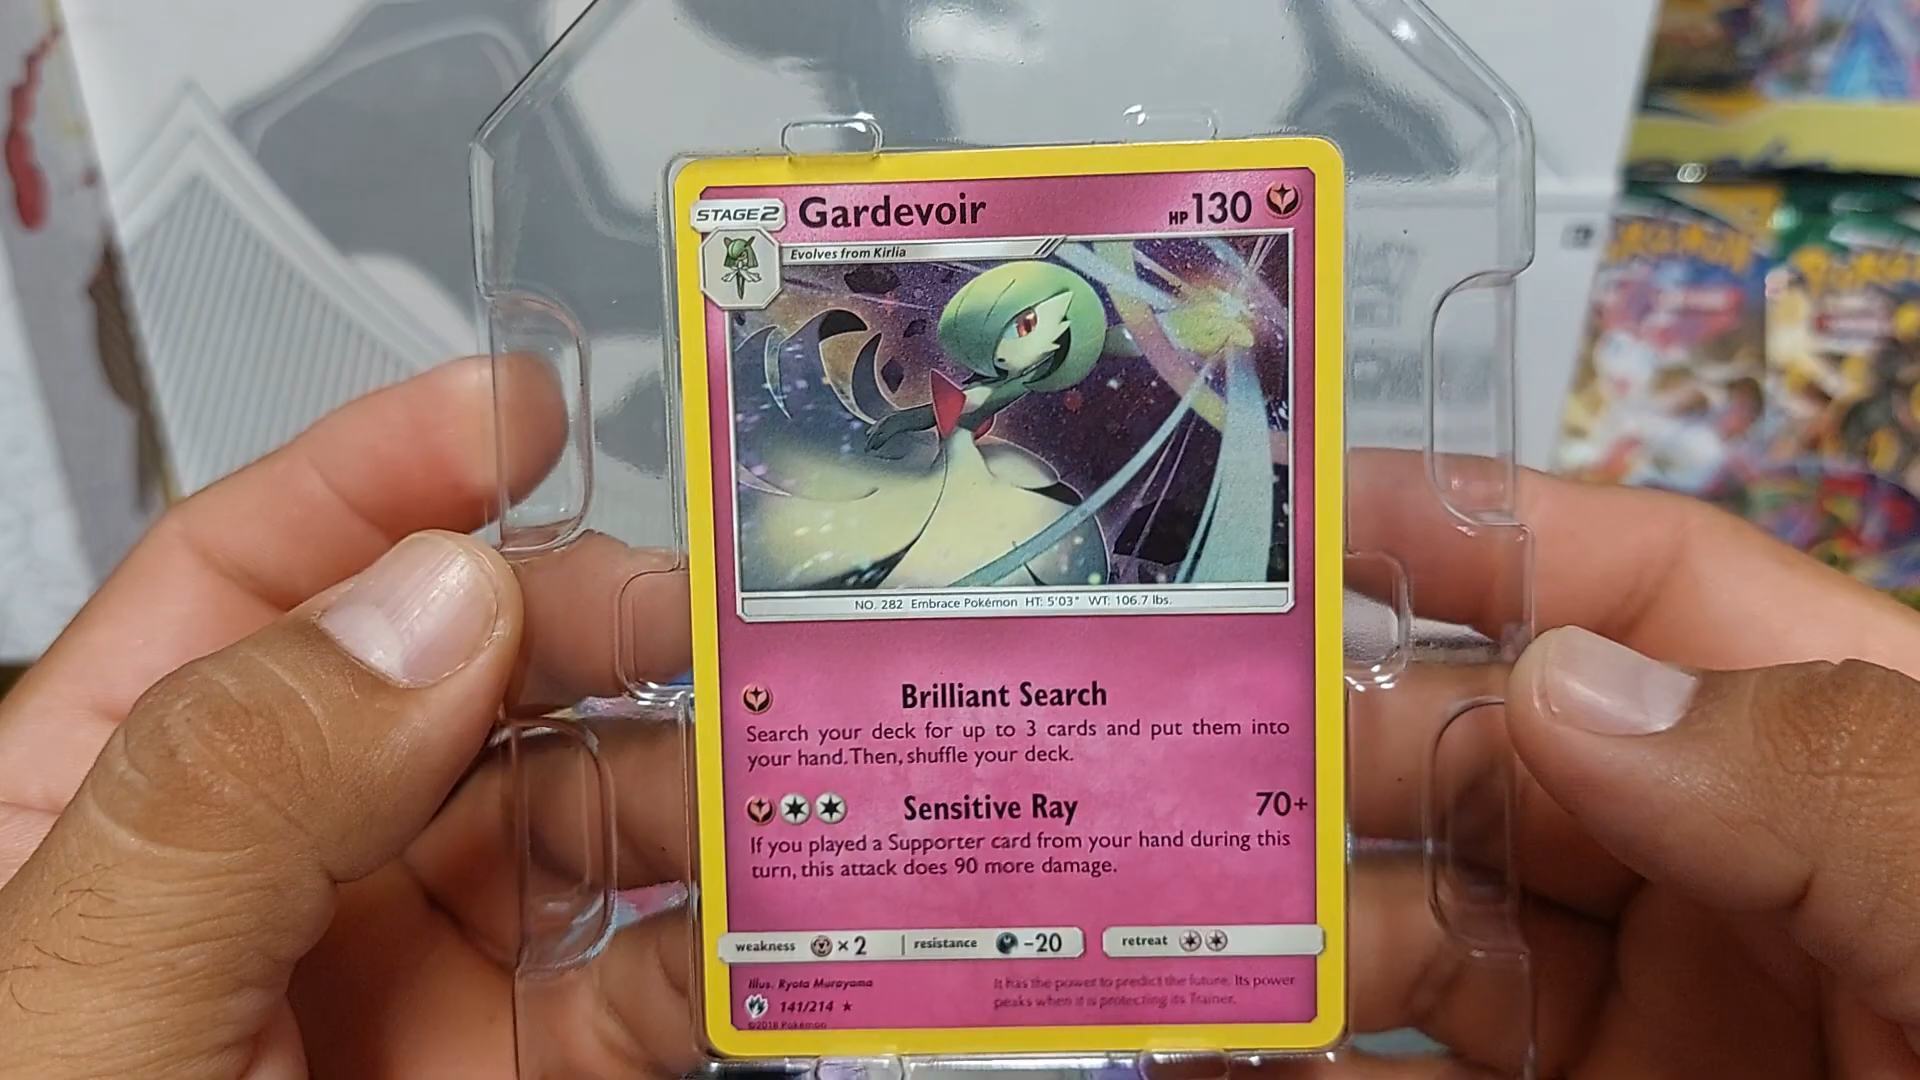 STAGE 2 Gardevoir HP 130
Evolves from Kirlia
NO. 282 Embrace Pokémon HT: 5'03" WT: 106.7 lbs.
Brilliant Search
Search your deck for up to 3 cards and put them into
your hand. Then, shuffle your deck.
Sensitive Ray 70+
If you played a Supporter card from your hand during this
turn, this attack does 90 more damage.
weakness ×2 resistance -20 retreat
Illus. Ryota Murayama
141/214 ★
©2018 Pokémon
It has the power to predict the future. Its power
peaks when it is protecting its Trainer.